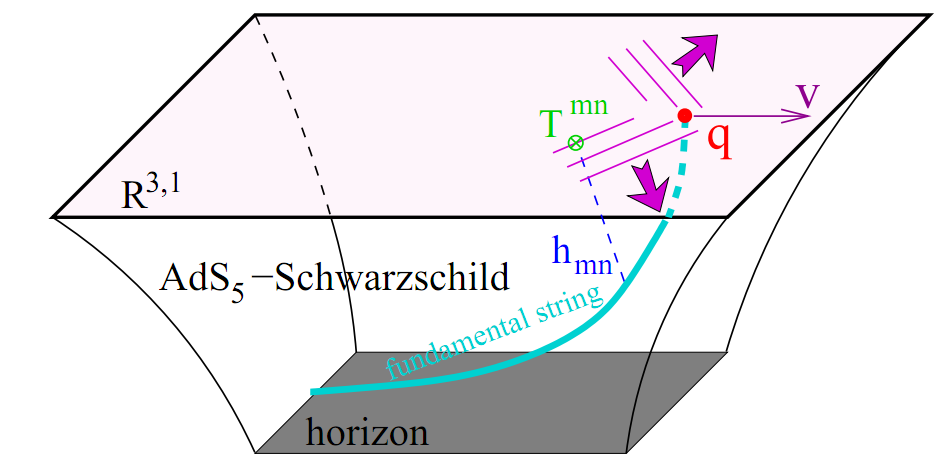 v
T^{mn}
q
R^{3,1}
h_{mn}
AdS_5−Schwarzschild
fundamental string
horizon